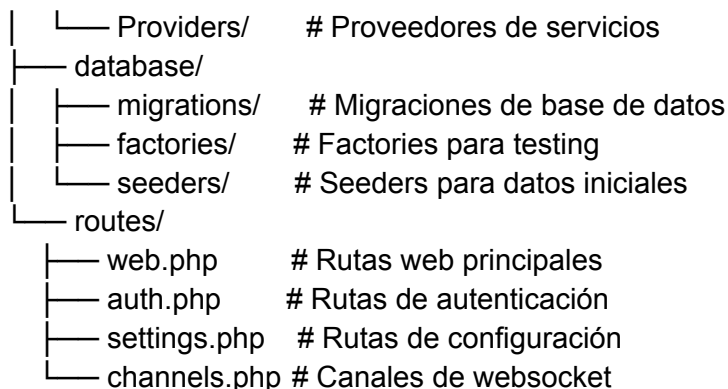 │   └── Providers/ # Proveedores de servicios
├── database/
│   ├── migrations/ # Migraciones de base de datos
│   ├── factories/ # Factories para testing
│   └── seeders/ # Seeders para datos iniciales
└── routes/
    ├── web.php # Rutas web principales
    ├── auth.php # Rutas de autenticación
    ├── settings.php # Rutas de configuración
    └── channels.php # Canales de websocket